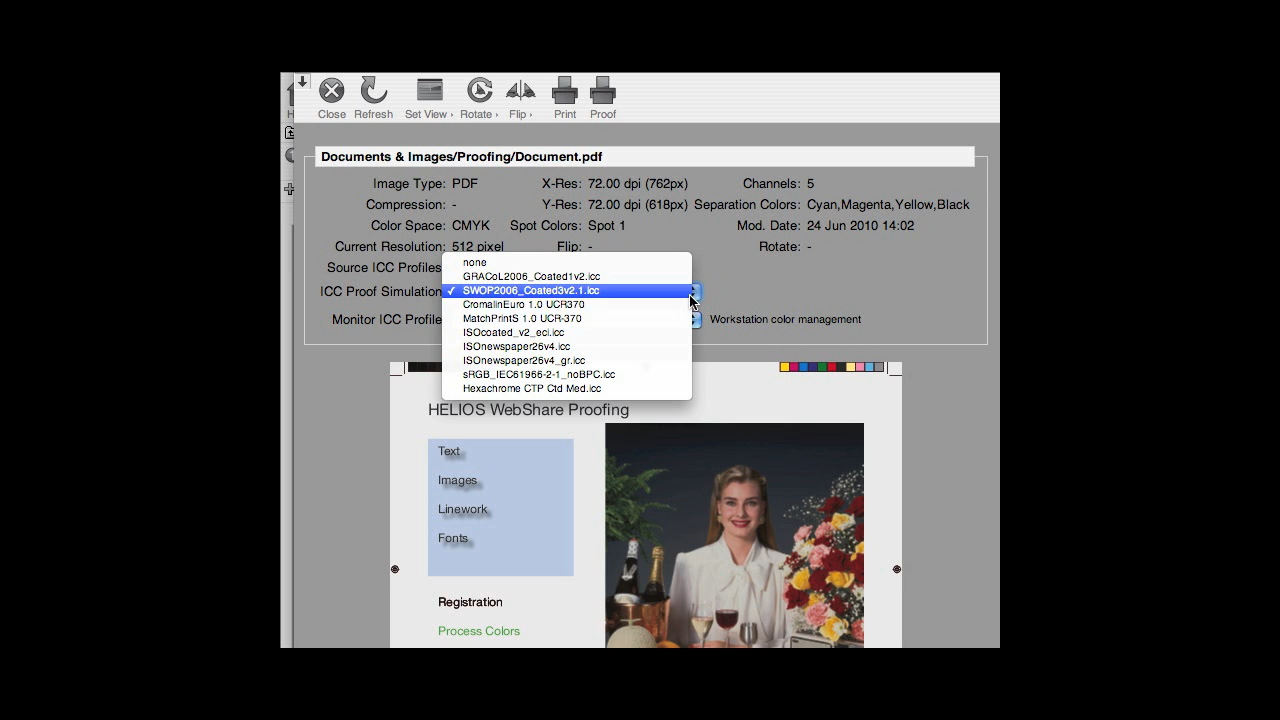 Close Refresh Set View Rotate Flip Print Proof
Documents & Images/Proofing/Document.pdf
Image Type: PDF X-Res: 72.00 dpi (762px) Channels: 5
Compression: - Y-Res: 72.00 dpi (618px) Separation Colors: Cyan,Magenta,Yellow,Black
Color Space: CMYK Spot Colors: Spot 1 Mod. Date: 24 Jun 2010 14:02
Current Resolution: 512 pixel Flip: - Rotate: -
Source ICC Profiles
ICC Proof Simulation
Monitor ICC Profile Workstation color management
none
GRACoL2006_Coated1v2.icc
✓ SWOP2006_Coated3v2.1.icc
CromalinEuro 1.0 UCR370
MatchPrintS 1.0 UCR-370
ISOcoated_v2_eci.icc
ISOnewspaper26v4.icc
ISOnewspaper26v4_gr.icc
sRGB_IEC61966-2-1_noBPC.icc
Hexachrome CTP Ctd Med.icc
HELIOS WebShare Proofing
Text
Images
Linework
Fonts
Registration
Process Colors